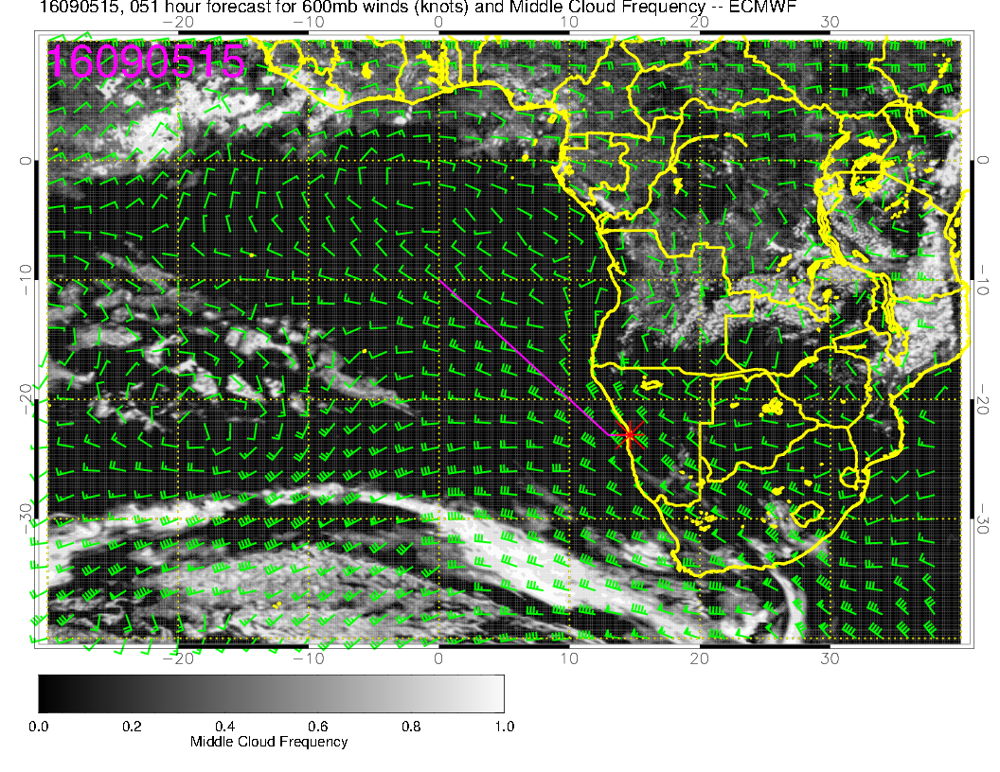 16090515, 051 hour forecast for 600mb winds (knots) and Middle Cloud Frequency -- ECMWF
−20 −10 0 10 20 30
16090515
0 0
−10 −10
−20 −20
−30 −30
−20 −10 0 10 20 30
0.0 0.2 0.4 0.6 0.8 1.0
Middle Cloud Frequency